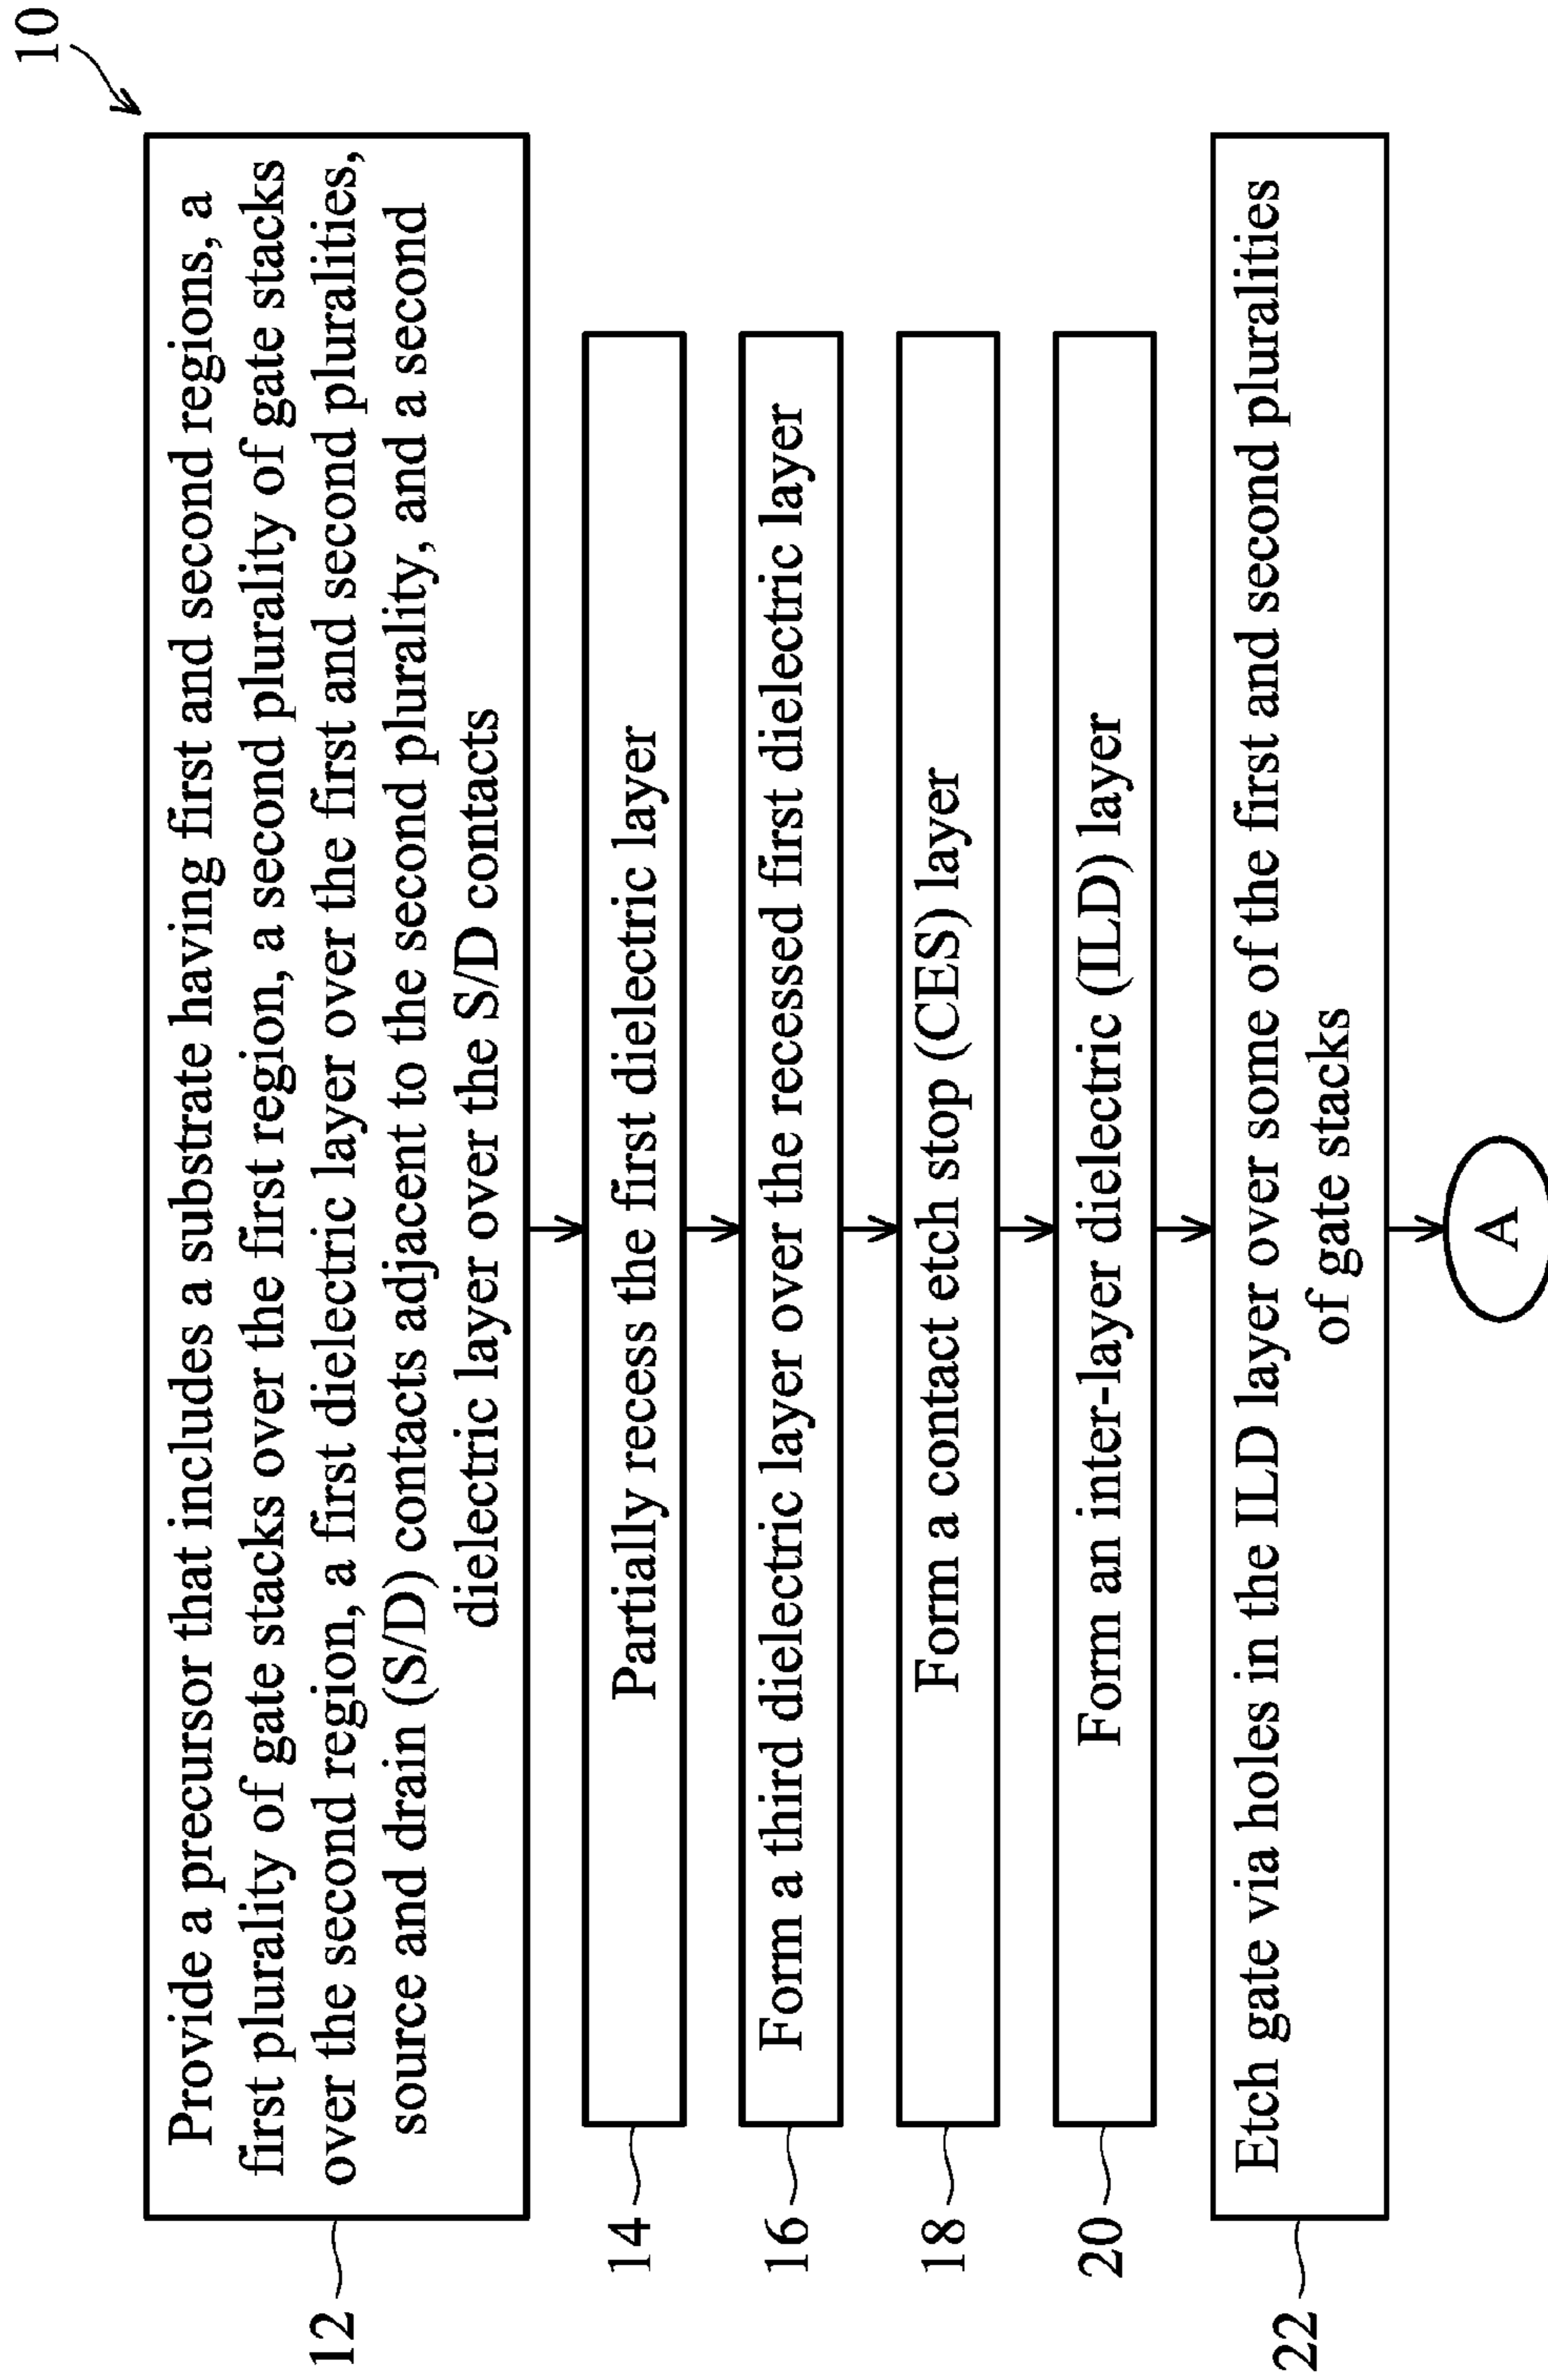 10
12
Provide a precursor that includes a substrate having first and second regions, a
first plurality of gate stacks over the first region, a second plurality of gate stacks
over the second region, a first dielectric layer over the first and second pluralities,
source and drain (S/D) contacts adjacent to the second plurality, and a second
dielectric layer over the S/D contacts
14
Partially recess the first dielectric layer
16
Form a third dielectric layer over the recessed first dielectric layer
18
Form a contact etch stop (CES) layer
20
Form an inter-layer dielectric (ILD) layer
22
Etch gate via holes in the ILD layer over some of the first and second pluralities
of gate stacks
A